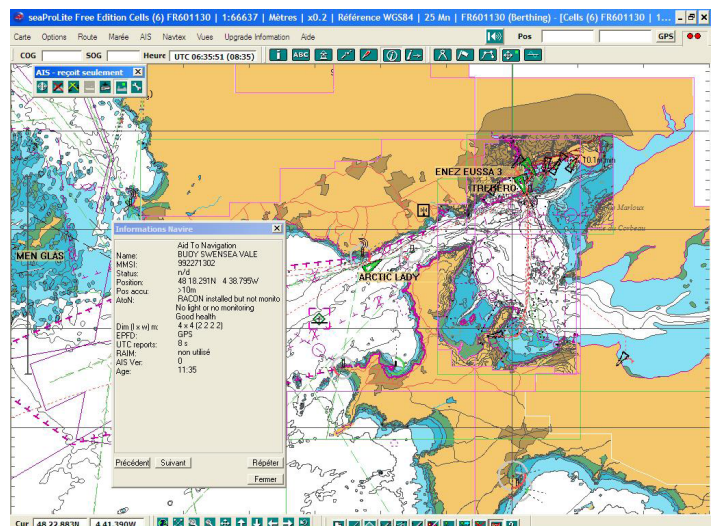 seaProLite Free Edition Cells (6) FR601130 | 1:66637 | Mètres | x0.2 | Référence WGS84 | 25 Mn | FR601130 (Berthing) - [Cells (6) FR601130 | 1...
Carte Options Route Marée AIS Navtex Vues Upgrade Information Aide Pos GPS
COG SOG Heure UTC 06:35:51 (08:35) ABC
AIS - reçoit seulement
10.1m
ENEZ EUSSA 3
TREBERO
Marloux
du Corbeau
MEN GLAS
ARCTIC LADY
Informations Navire
Aid To Navigation
Name: BUOY SWENSEA VALE
MMSI: 992271302
Status: n/d
Position: 48 18.291N 4 38.795W
Pos accu: >10m
AtoN: RACON installed but not monito
No light or no monitoring
Good health
Dim (l x w) m: 4 x 4 (2 2 2 2)
EPFD: GPS
UTC reports: 8 s
RAIM: non utilisé
AIS Ver: 0
Age: 11:35
Précédent Suivant Répéter
Fermer
Cur 48 22.883N 4 41.390W